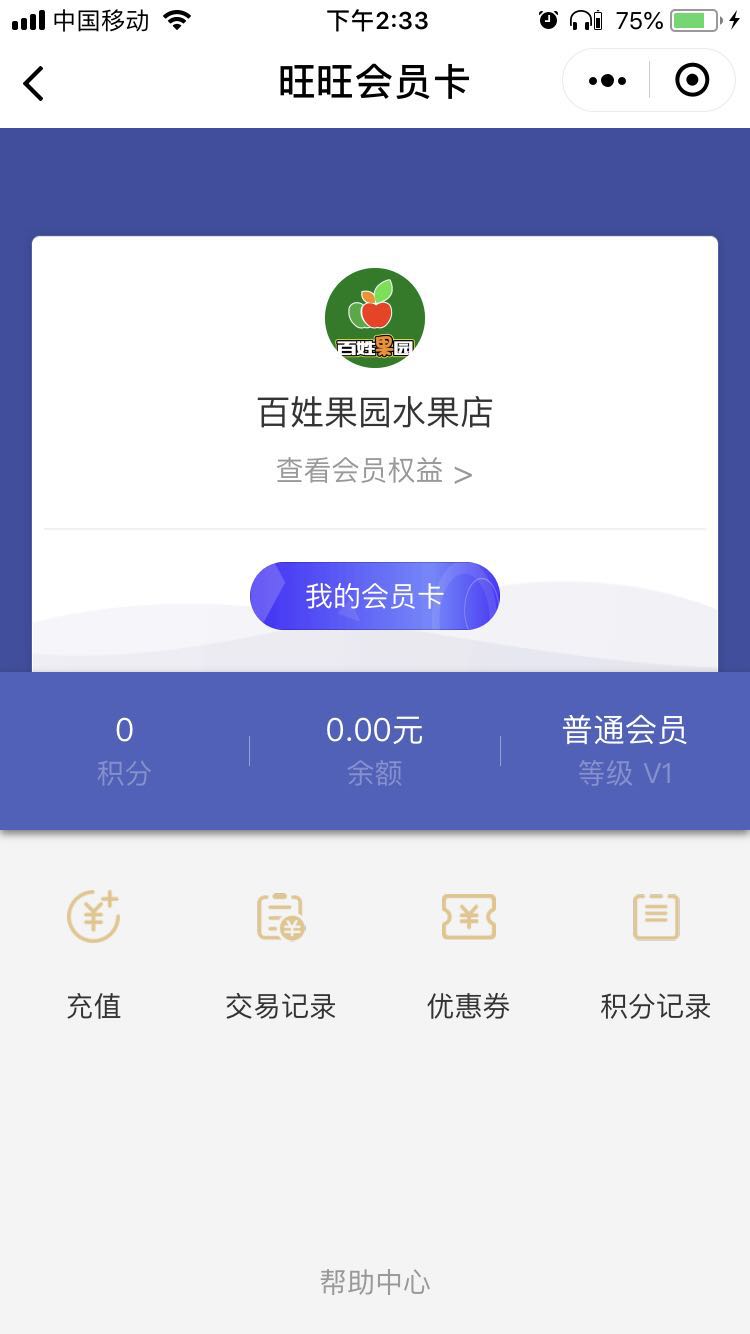 中国移动 下午2:33 75%
旺旺会员卡
百姓果园
百姓果园水果店
查看会员权益 >
我的会员卡
0 0.00元 普通会员
积分 余额 等级 V1
充值 交易记录 优惠券 积分记录
帮助中心